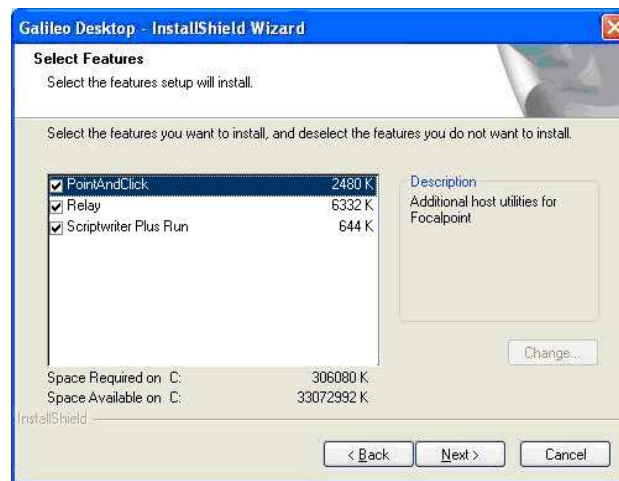 Galileo Desktop - InstallShield Wizard
Select Features
Select the features setup will install.
Select the features you want to install, and deselect the features you do not want to install.
PointAndClick 2480 K
Relay 6332 K
Scriptwriter Plus Run 644 K
Description
Additional host utilities for
Focalpoint
Change...
Space Required on C: 306080 K
Space Available on C: 33072992 K
InstallShield
< Back
Next >
Cancel